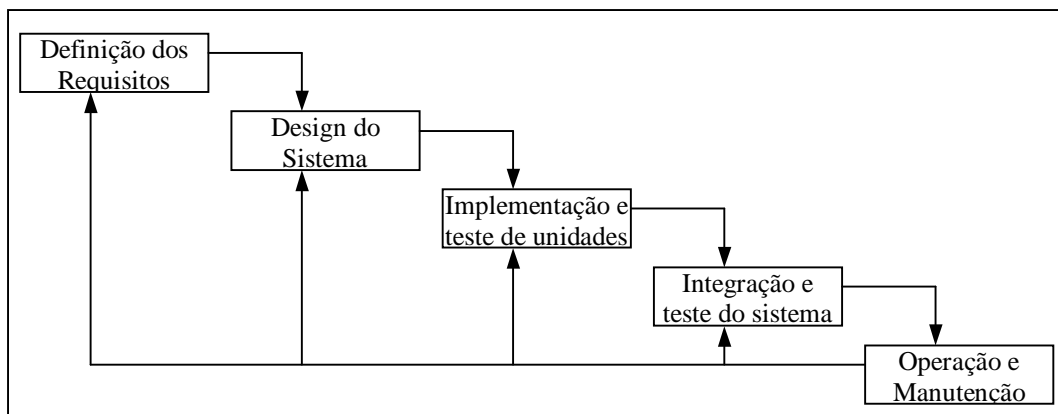 Definição dos
Requisitos
Design do
Sistema
Implementação e
teste de unidades
Integração e
teste do sistema
Operação e
Manutenção